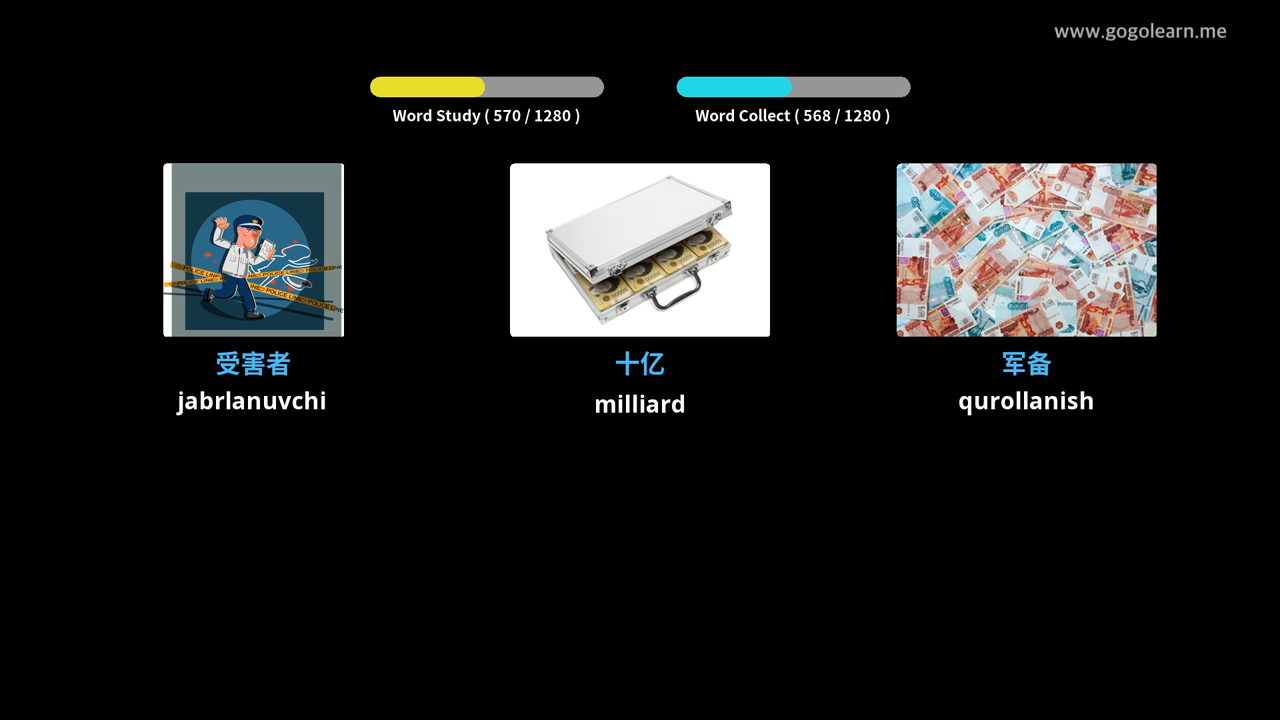 www.gogolearn.me
Word Study ( 570 / 1280 )
Word Collect ( 568 / 1280 )
受害者
十亿
军备
jabrlanuvchi
milliard
qurollanish